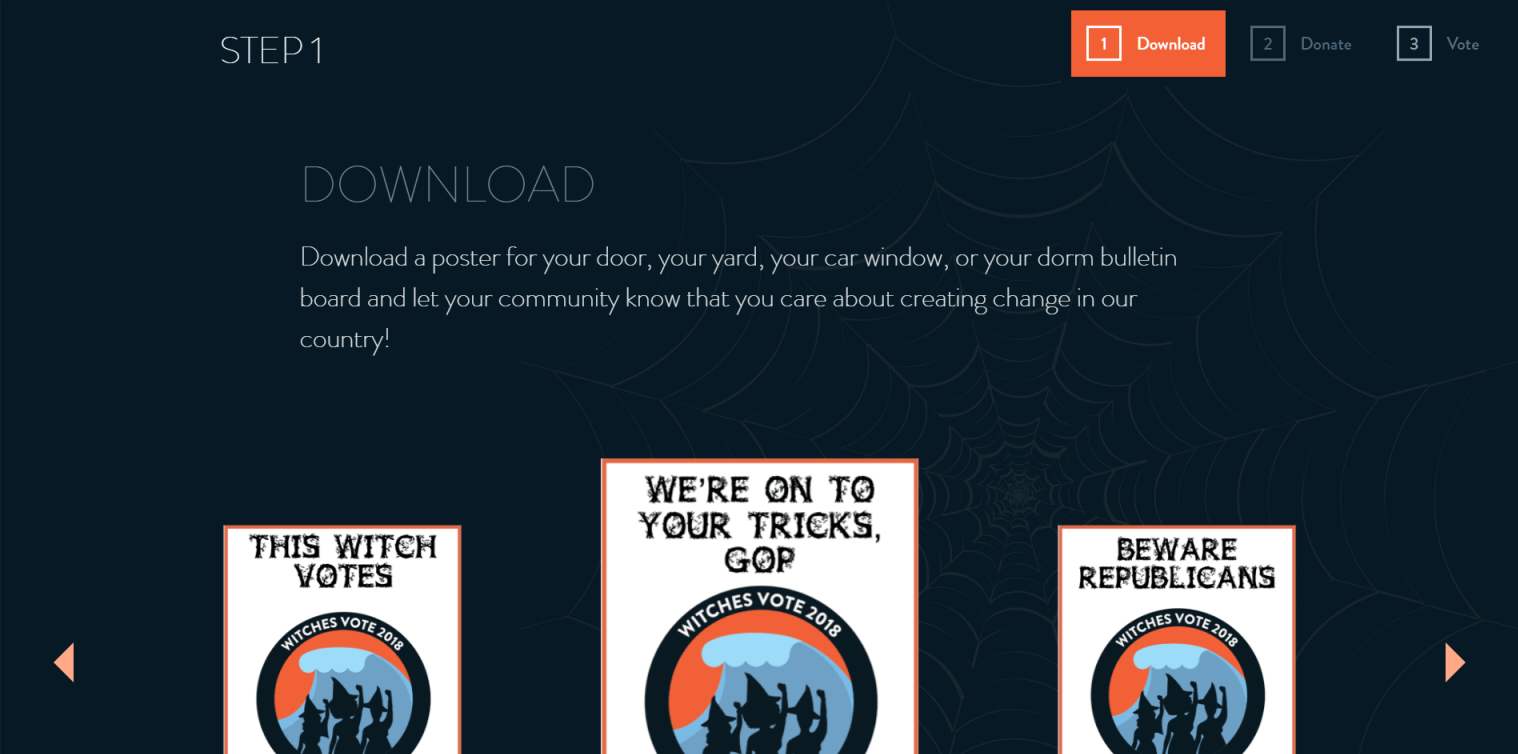 STEP 1
1 Download
2 Donate
3 Vote
DOWNLOAD
Download a poster for your door, your yard, your car window, or your dorm bulletin
board and let your community know that you care about creating change in our
country!
THIS WITCH
VOTES
WITCHES VOTE 2018
WE'RE ON TO
YOUR TRICKS,
GOP
WITCHES VOTE 2018
BEWARE
REPUBLICANS
WITCHES VOTE 2018